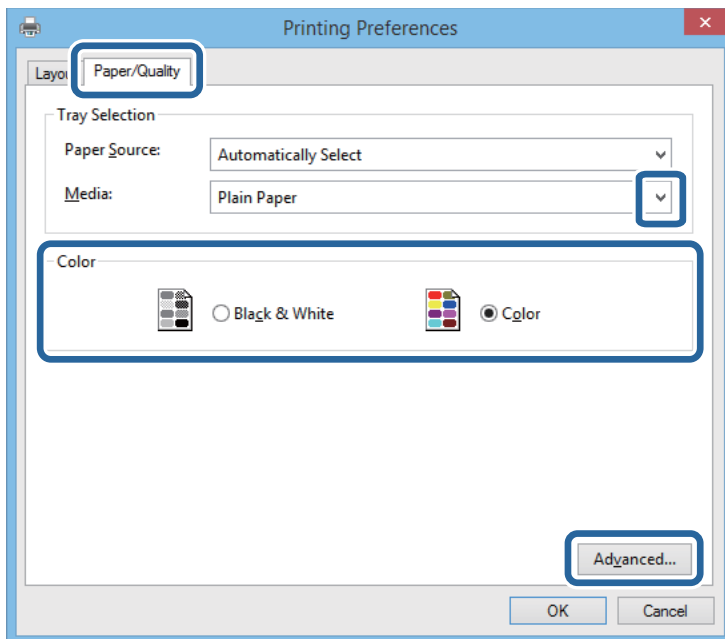 Printing Preferences
Layou
Paper/Quality
Tray Selection
Paper Source:
Automatically Select
Media:
Plain Paper
Color
Black & White
Color
Advanced...
OK
Cancel